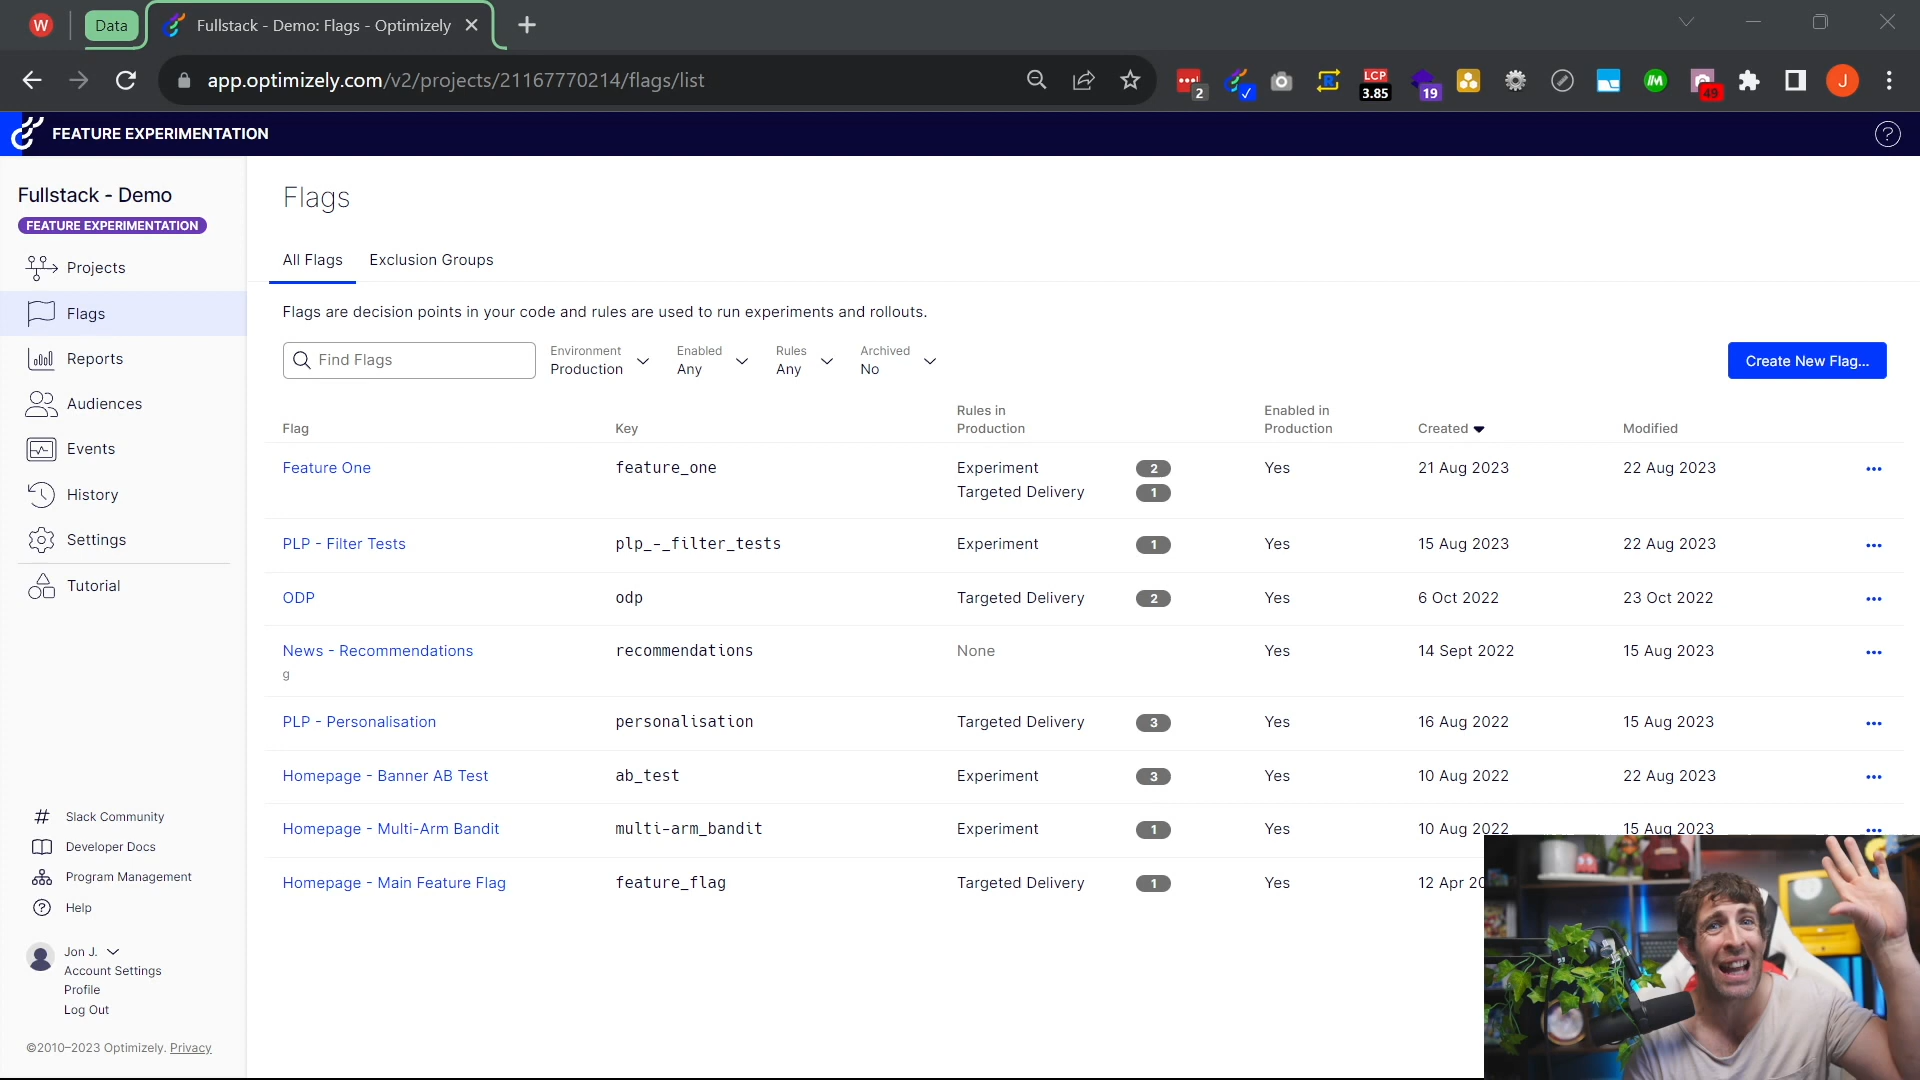 W
Data
Fullstack - Demo: Flags - Optimizely
app.optimizely.com/v2/projects/21167770214/flags/list
2
LCP
3.85
19
49
J
FEATURE EXPERIMENTATION
?
Fullstack - Demo
FEATURE EXPERIMENTATION
Projects
Flags
Reports
Audiences
Events
History
Settings
Tutorial
Slack Community
Developer Docs
Program Management
Help
Jon J.
Account Settings
Profile
Log Out
©2010–2023 Optimizely. Privacy
Flags
All Flags Exclusion Groups
Flags are decision points in your code and rules are used to run experiments and rollouts.
Find Flags
Environment
Production
Enabled
Any
Rules
Any
Archived
No
Create New Flag...
Flag Key Rules in Production Enabled in Production Created Modified
Feature One feature_one Experiment 2 Yes 21 Aug 2023 22 Aug 2023
Targeted Delivery 1
PLP - Filter Tests plp_-_filter_tests Experiment 1 Yes 15 Aug 2023 22 Aug 2023
ODP odp Targeted Delivery 2 Yes 6 Oct 2022 23 Oct 2022
News - Recommendations recommendations None Yes 14 Sept 2022 15 Aug 2023
g
PLP - Personalisation personalisation Targeted Delivery 3 Yes 16 Aug 2022 15 Aug 2023
Homepage - Banner AB Test ab_test Experiment 3 Yes 10 Aug 2022 22 Aug 2023
Homepage - Multi-Arm Bandit multi-arm_bandit Experiment 1 Yes 10 Aug 2022 15 Aug 2023
Homepage - Main Feature Flag feature_flag Targeted Delivery 1 Yes 12 Apr 20